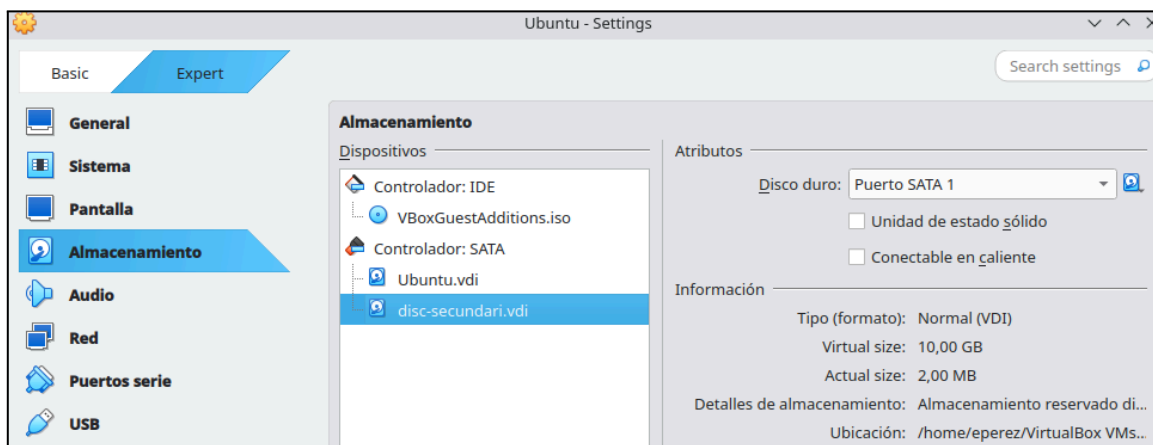 Ubuntu - Settings
Basic
Expert
Search settings
General
Sistema
Pantalla
Almacenamiento
Audio
Red
Puertos serie
USB
Almacenamiento
Dispositivos
Controlador: IDE
VBoxGuestAdditions.iso
Controlador: SATA
Ubuntu.vdi
disc-secundari.vdi
Atributos
Disco duro: Puerto SATA 1
Unidad de estado sólido
Conectable en caliente
Información
Tipo (formato): Normal (VDI)
Virtual size: 10,00 GB
Actual size: 2,00 MB
Detalles de almacenamiento: Almacenamiento reservado di...
Ubicación: /home/eperez/VirtualBox VMs...